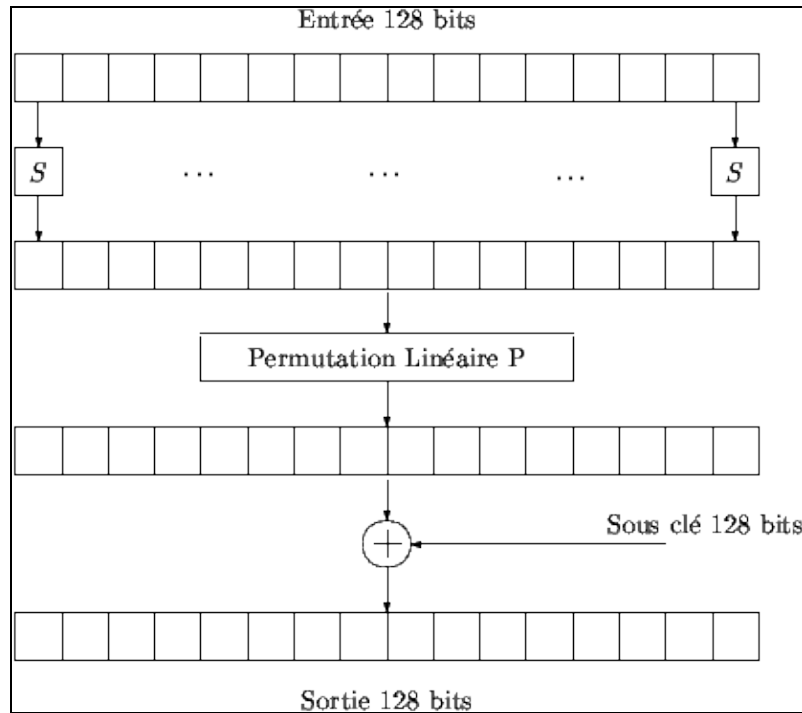 Entrée 128 bits
S ... ... ... S
Permutation Linéaire P
Sous clé 128 bits
Sortie 128 bits